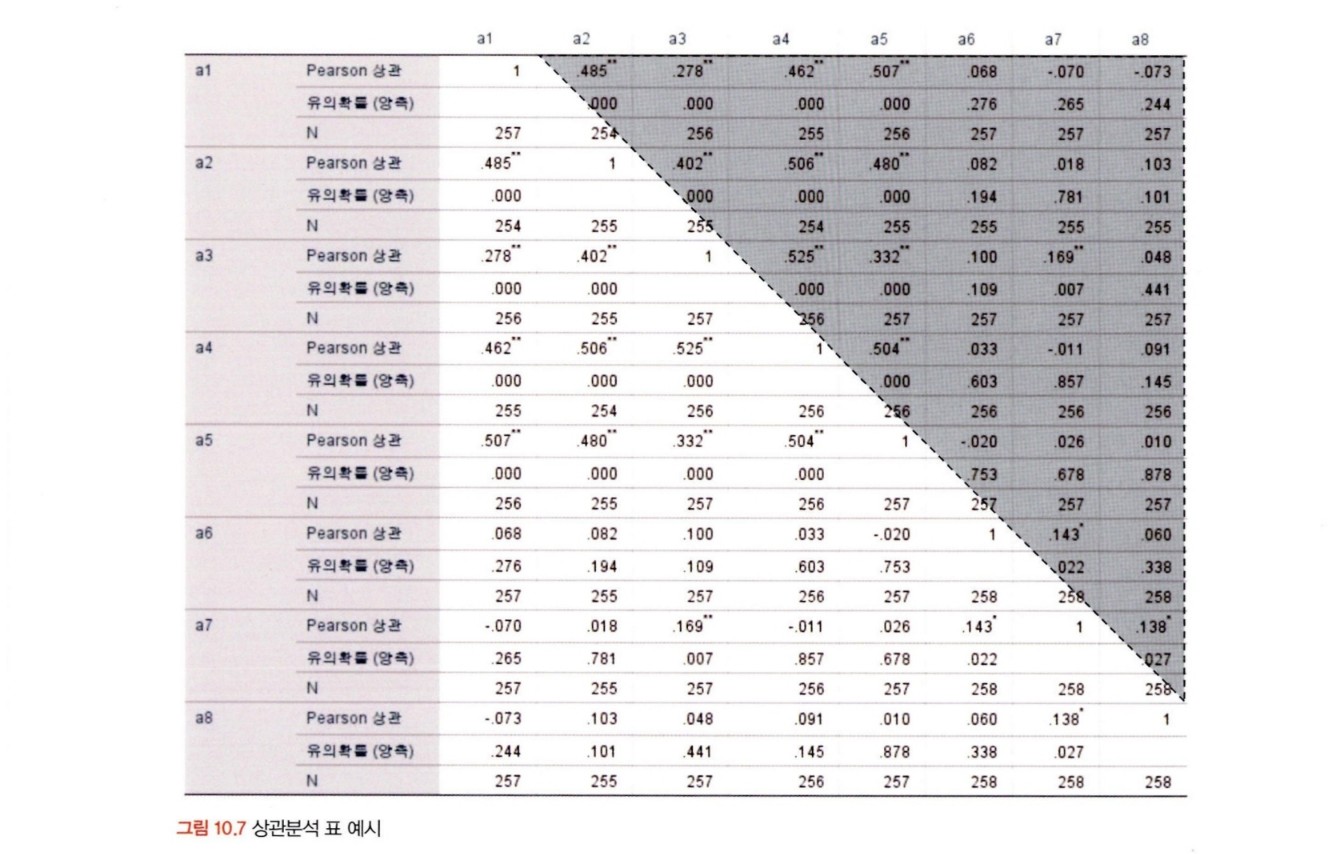 a1 a2 a3 a4 a5 a6 a7 a8
a1 Pearson 상관 1 .485** .278** .462** .507** .068 -.070 -.073
유의확률 (양측) .000 .000 .000 .000 .276 .265 .244
N 257 254 256 255 256 257 257 257
a2 Pearson 상관 .485** 1 .402** .506** .480** .082 .018 .103
유의확률 (양측) .000 .000 .000 .000 .194 .781 .101
N 254 255 255 254 255 255 255 255
a3 Pearson 상관 .278** .402** 1 .525** .332** .100 .169** .048
유의확률 (양측) .000 .000 .000 .000 .109 .007 .441
N 256 255 257 256 257 257 257 257
a4 Pearson 상관 .462** .506** .525** 1 .504** .033 -.011 .091
유의확률 (양측) .000 .000 .000 .000 .603 .857 .145
N 255 254 256 256 256 256 256 256
a5 Pearson 상관 .507** .480** .332** .504** 1 -.020 .026 .010
유의확률 (양측) .000 .000 .000 .000 .753 .678 .878
N 256 255 257 256 257 257 257 257
a6 Pearson 상관 .068 .082 .100 .033 -.020 1 .143* .060
유의확률 (양측) .276 .194 .109 .603 .753 .022 .338
N 257 255 257 256 257 258 258 258
a7 Pearson 상관 -.070 .018 .169** -.011 .026 .143* 1 .138*
유의확률 (양측) .265 .781 .007 .857 .678 .022 .027
N 257 255 257 256 257 258 258 258
a8 Pearson 상관 -.073 .103 .048 .091 .010 .060 .138* 1
유의확률 (양측) .244 .101 .441 .145 .878 .338 .027
N 257 255 257 256 257 258 258 258
그림 10.7 상관분석 표 예시